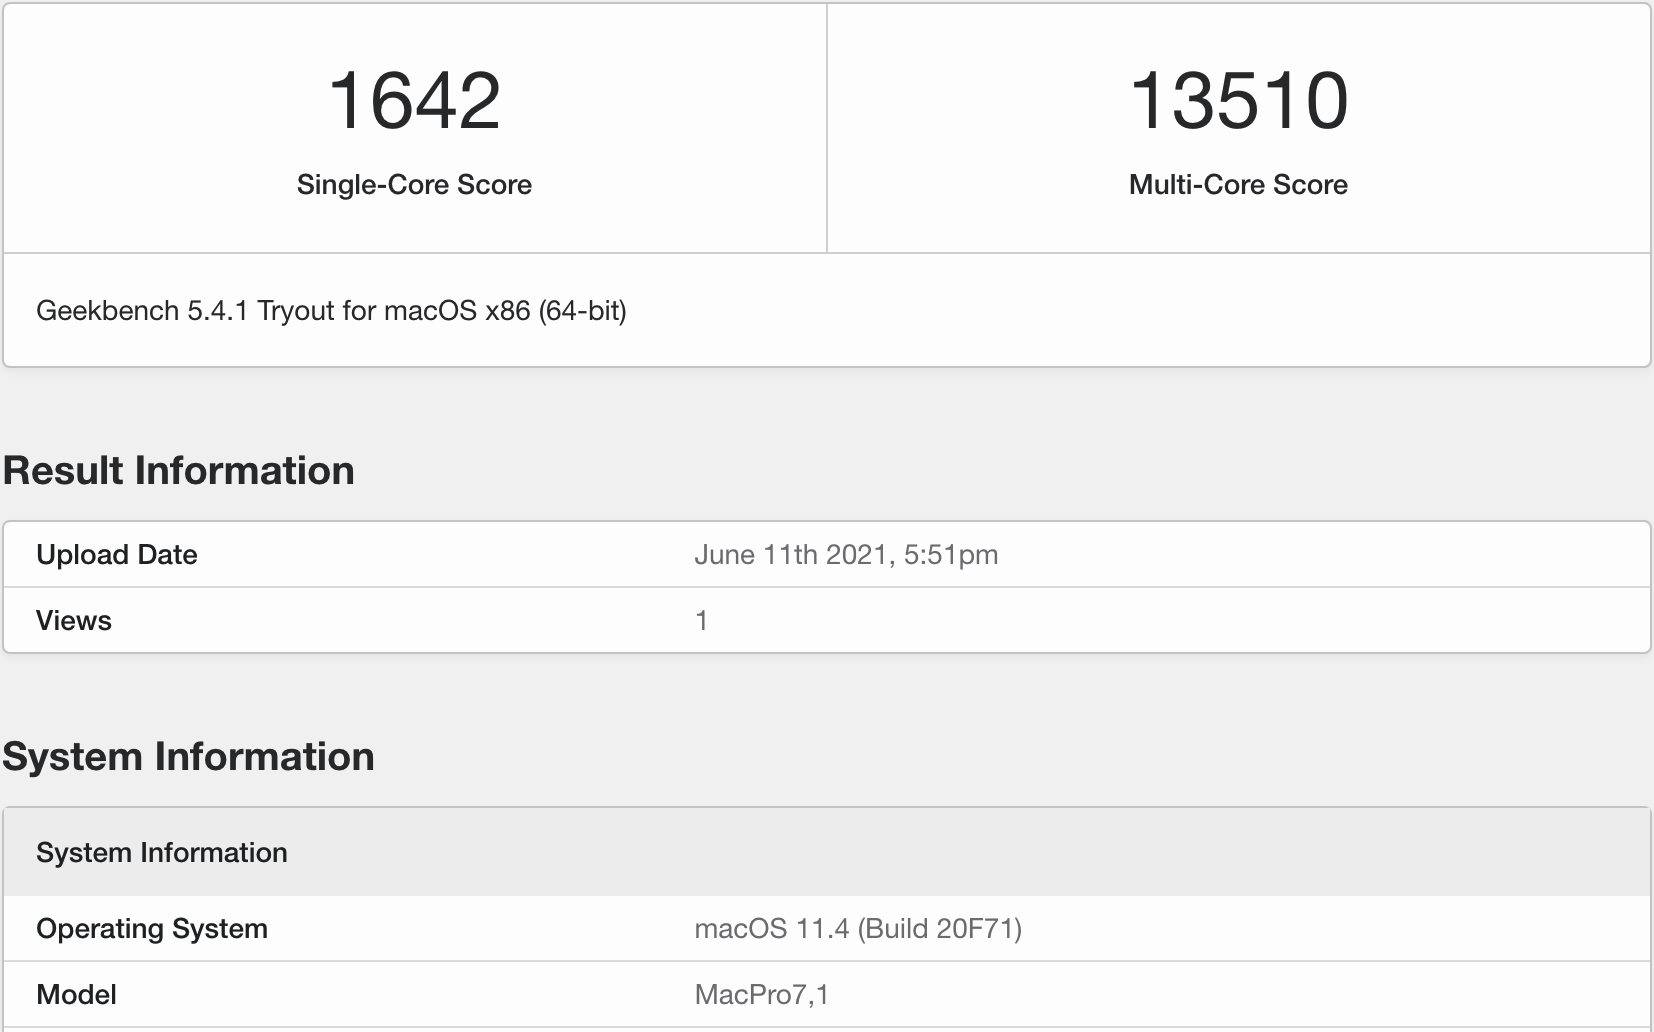 1642
Single-Core Score
13510
Multi-Core Score
Geekbench 5.4.1 Tryout for macOS x86 (64-bit)
Result Information
Upload Date June 11th 2021, 5:51pm
Views 1
System Information
System Information
Operating System macOS 11.4 (Build 20F71)
Model MacPro7,1